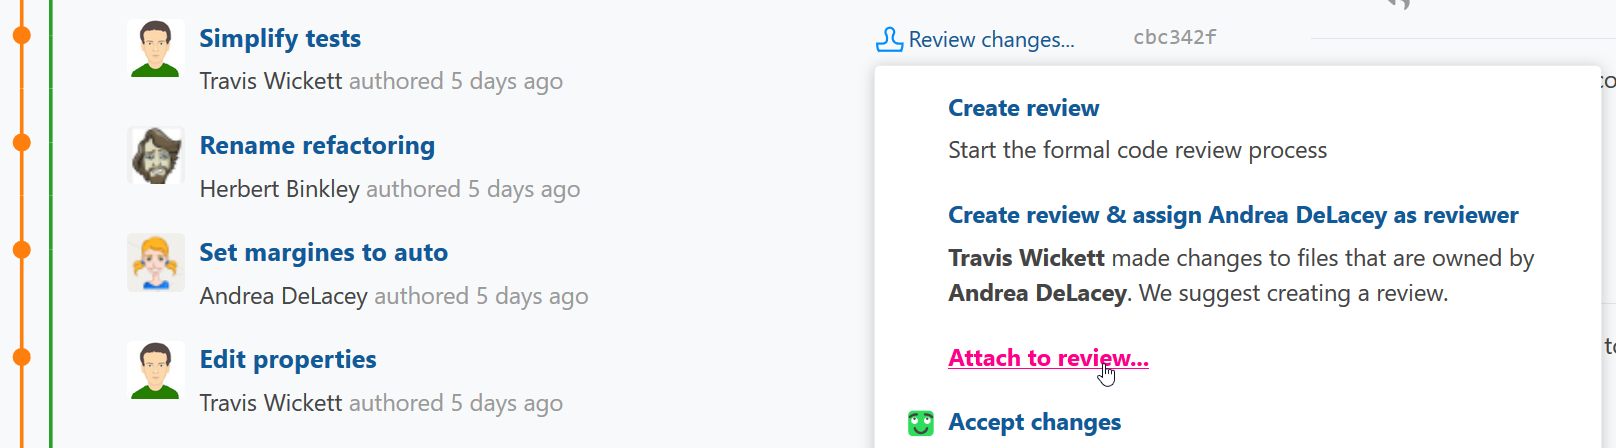 Simplify tests
Travis Wickett authored 5 days ago
Rename refactoring
Herbert Binkley authored 5 days ago
Set margines to auto
Andrea DeLacey authored 5 days ago
Edit properties
Travis Wickett authored 5 days ago
Review changes... cbc342f
Create review
Start the formal code review process
Create review & assign Andrea DeLacey as reviewer
Travis Wickett made changes to files that are owned by
Andrea DeLacey. We suggest creating a review.
Attach to review...
Accept changes